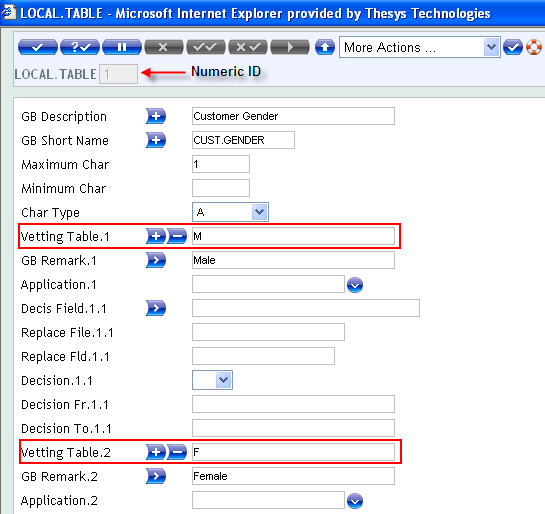 LOCAL.TABLE - Microsoft Internet Explorer provided by Thesys Technologies
More Actions ...
LOCAL.TABLE 1 Numeric ID
GB Description Customer Gender
GB Short Name CUST.GENDER
Maximum Char 1
Minimum Char
Char Type A
Vetting Table.1 M
GB Remark.1 Male
Application.1
Decis Field.1.1
Replace File.1.1
Replace Fld.1.1
Decision.1.1
Decision Fr.1.1
Decision To.1.1
Vetting Table.2 F
GB Remark.2 Female
Application.2